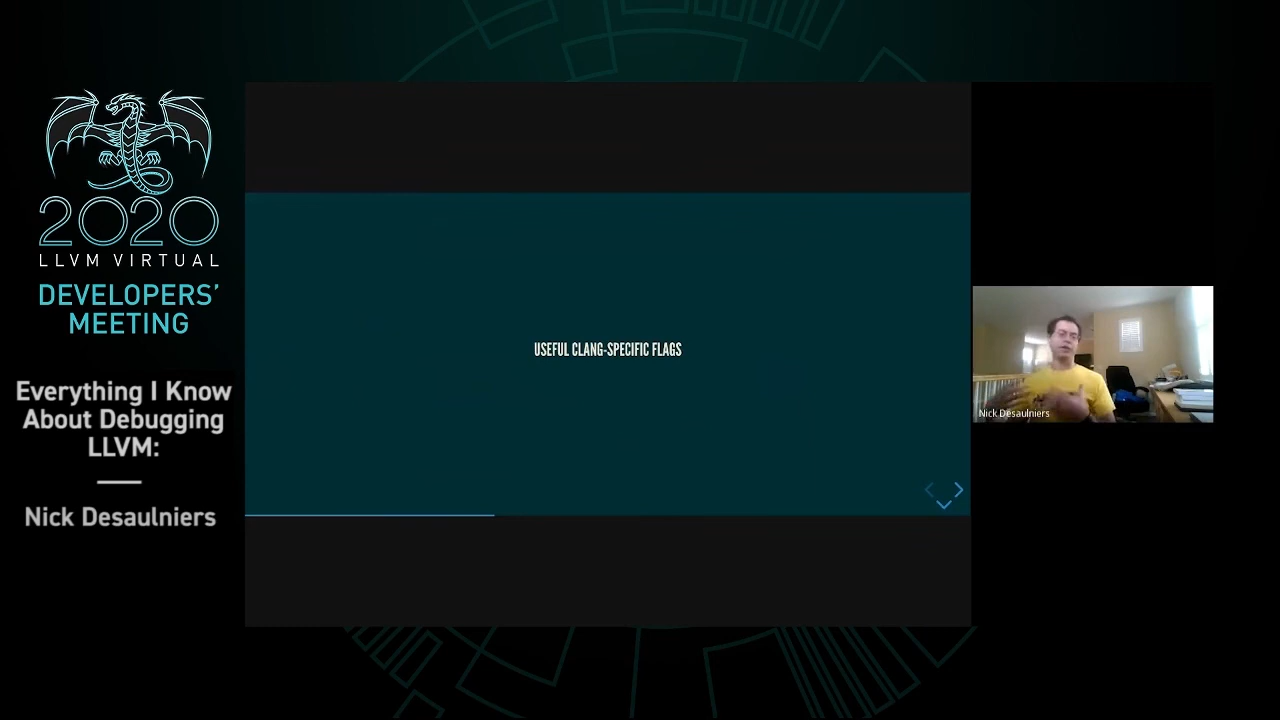 2020
LLVM VIRTUAL
DEVELOPERS’
MEETING
Everything I Know
About Debugging
LLVM:
Nick Desaulniers
USEFUL CLANG-SPECIFIC FLAGS
Nick Desaulniers